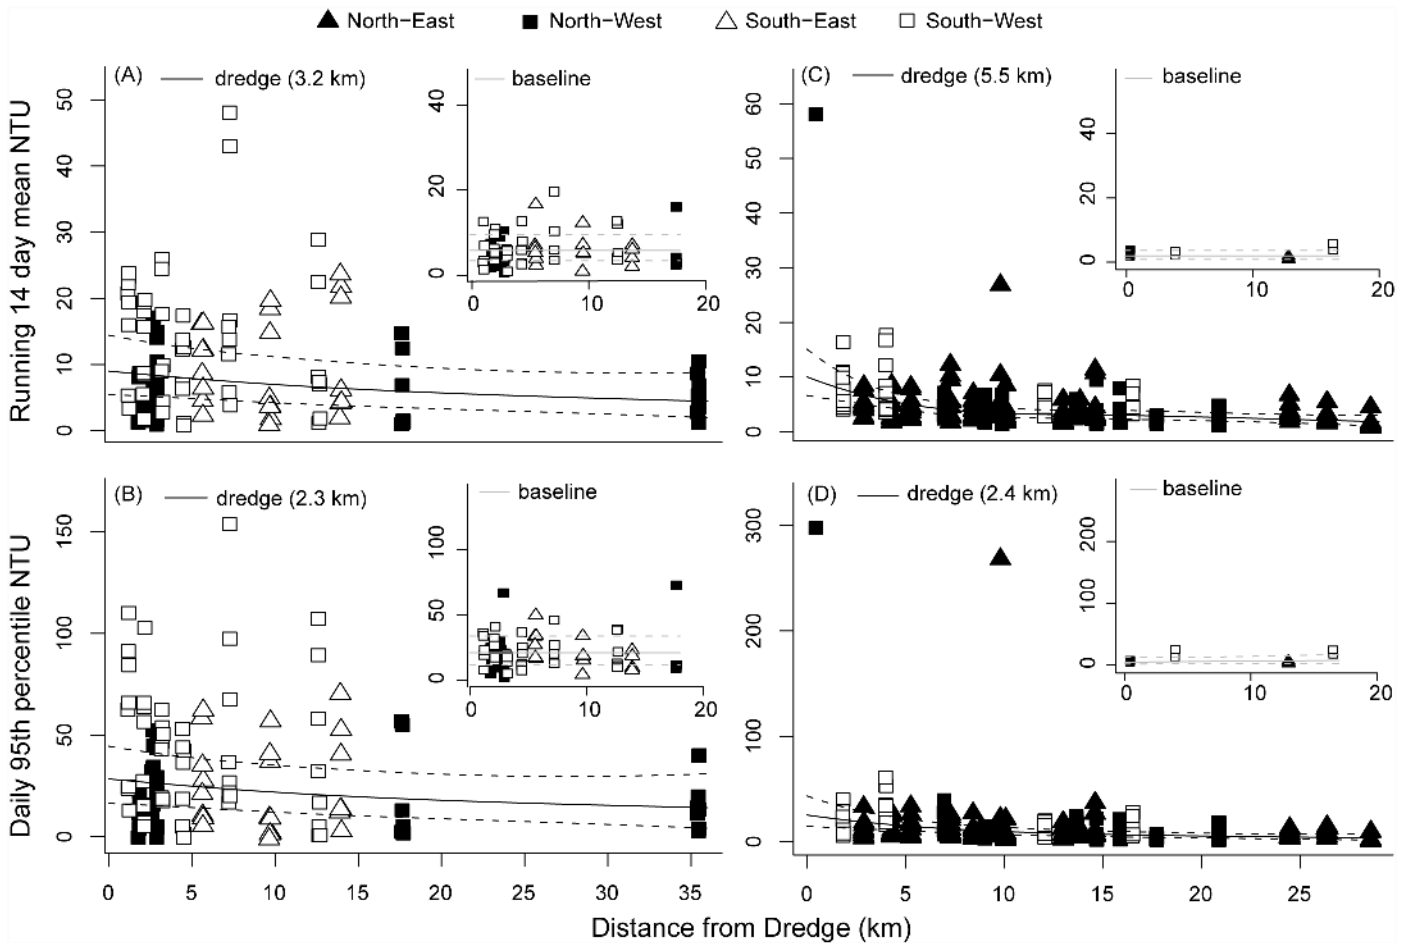 North−East North−West South−East South−West
(A) dredge (3.2 km) baseline
50
40
30
20
10
0
40
20
0
0 10 20
Running 14 day mean NTU
(C) dredge (5.5 km) baseline
60
50
40
30
20
10
0
40
20
0
0 10 20
(B) dredge (2.3 km) baseline
150
100
50
0
100
50
0
0 10 20
Daily 95th percentile NTU
0 5 10 15 20 25 30 35
(D) dredge (2.4 km) baseline
300
200
100
0
200
100
0
0 10 20
0 5 10 15 20 25
Distance from Dredge (km)